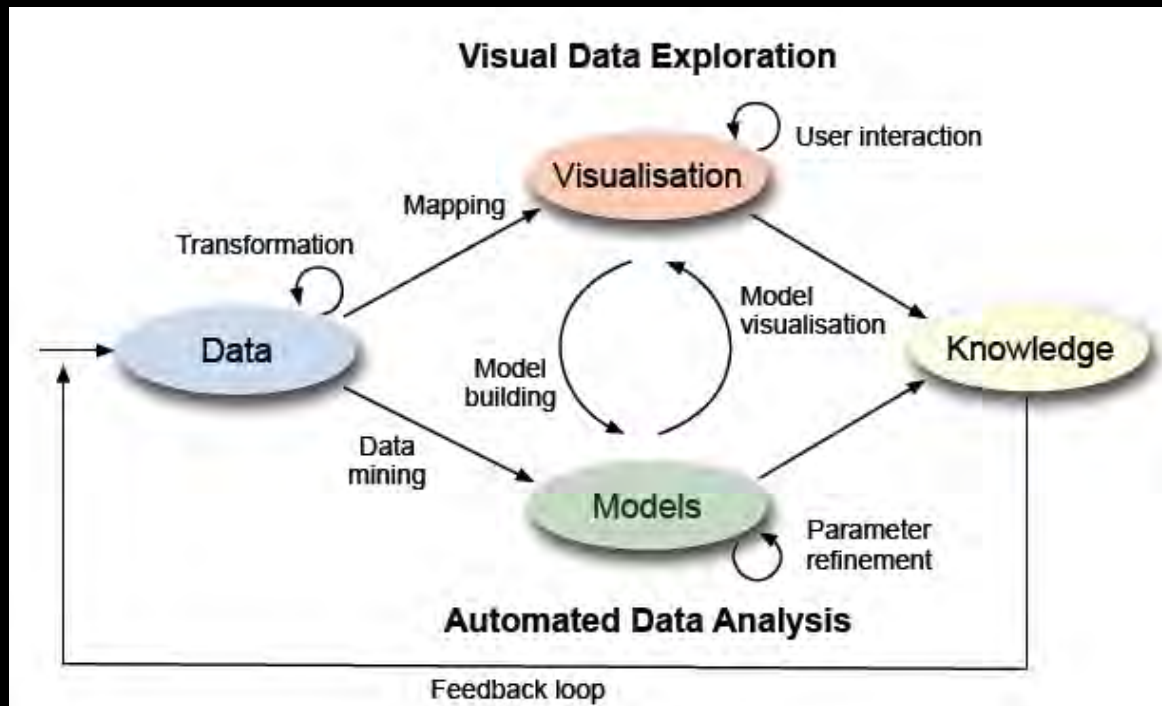 Visual Data Exploration
User interaction
Visualisation
Mapping
Transformation
Model
visualisation
Data
Knowledge
Model
building
Data
mining
Models
Parameter
refinement
Automated Data Analysis
Feedback loop